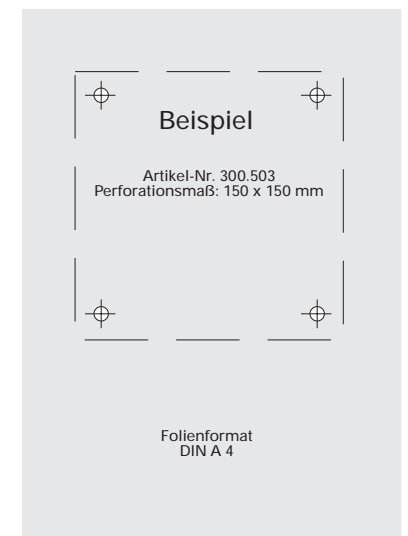 Beispiel
Artikel-Nr. 300.503
Perforationsmaß: 150 x 150 mm
Folienformat
DIN A 4